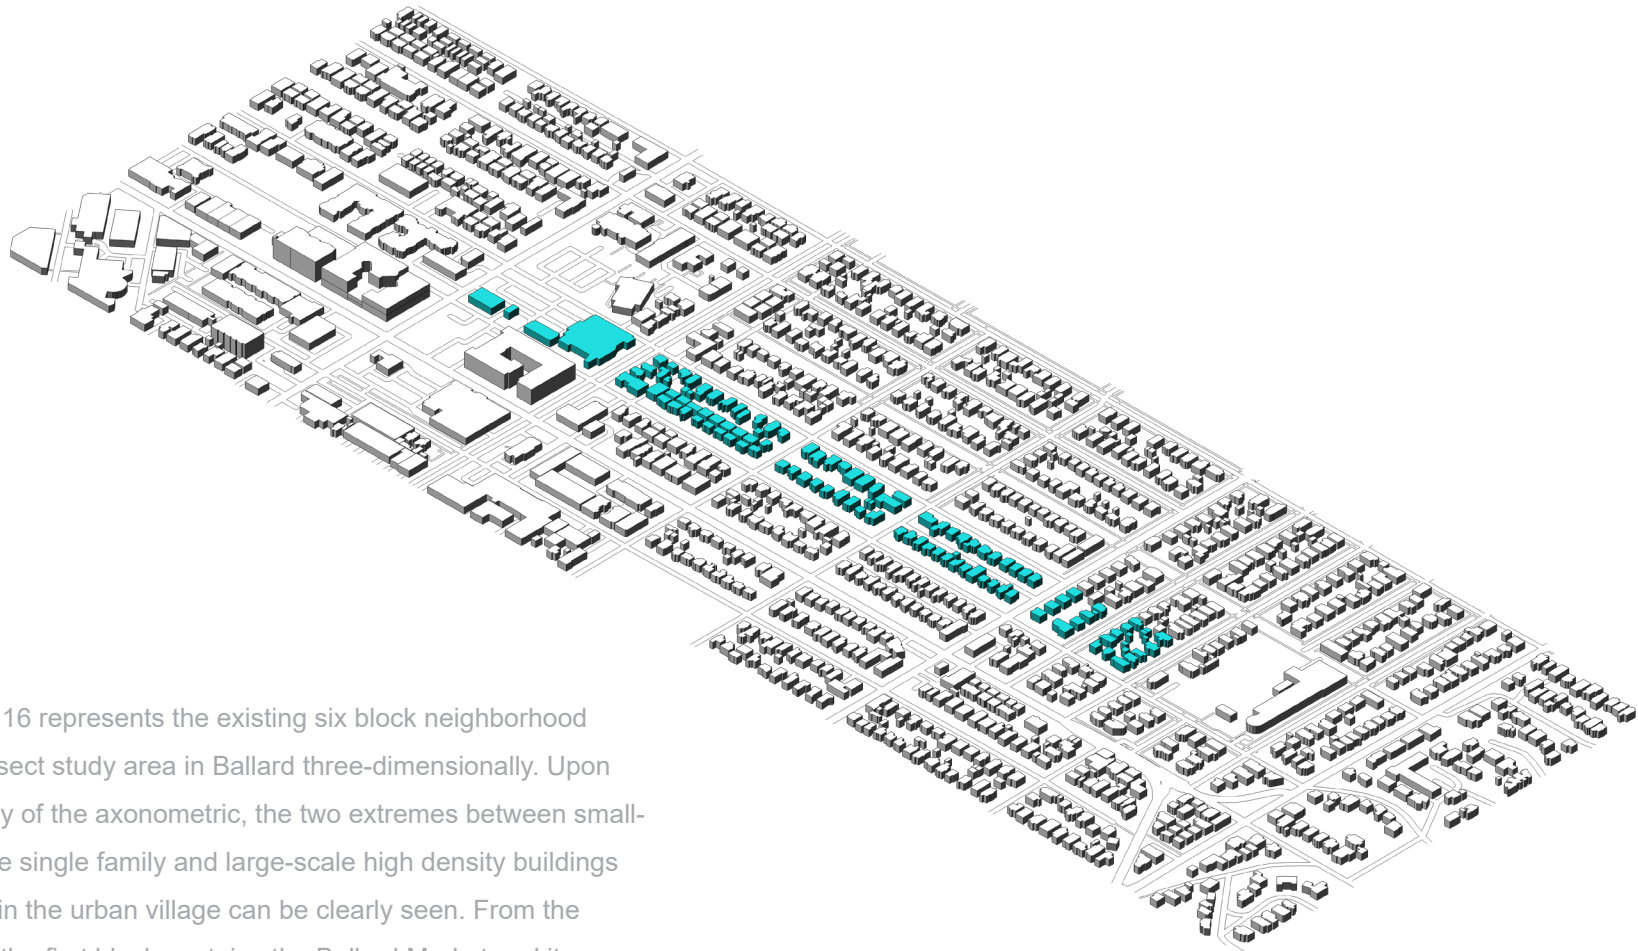 16 represents the existing six block neighborhood
sect study area in Ballard three-dimensionally. Upon
y of the axonometric, the two extremes between small-
e single family and large-scale high density buildings
in the urban village can be clearly seen. From the